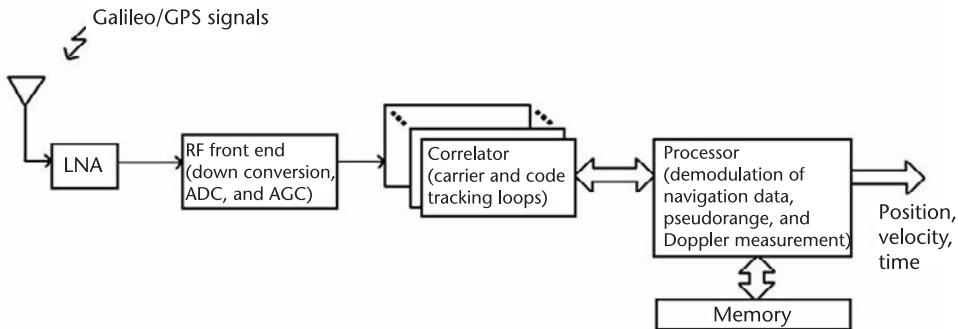 Galileo/GPS signals
LNA
RF front end
(down conversion,
ADC, and AGC)
Correlator
(carrier and code
tracking loops)
Processor
(demodulation of
navigation data,
pseudorange, and
Doppler measurement)
Position,
velocity,
time
Memory